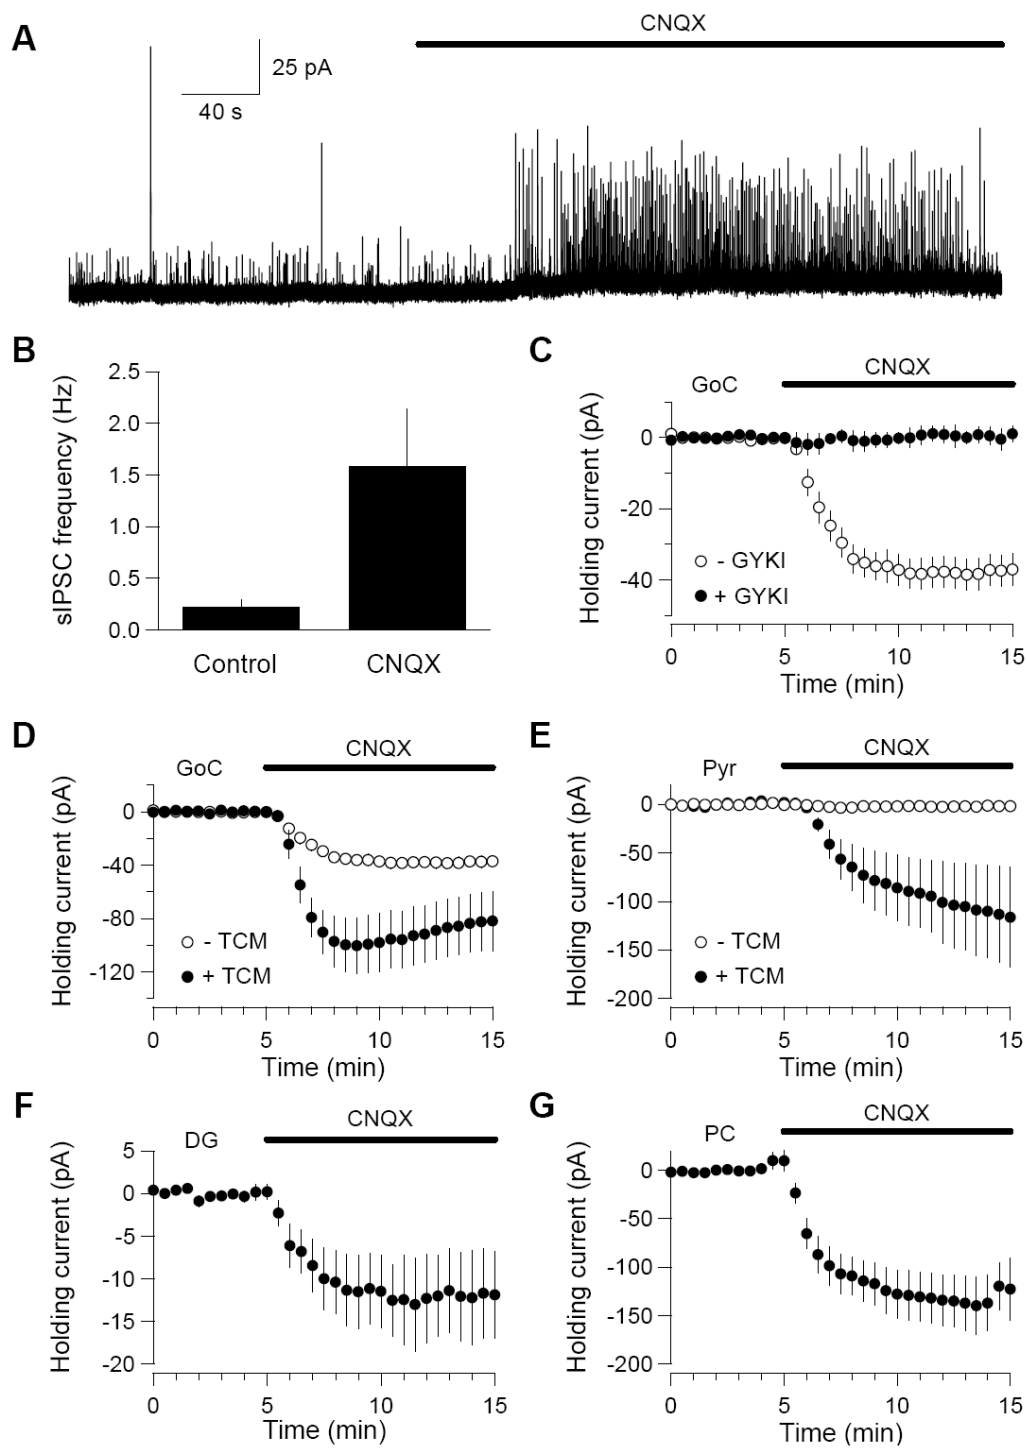 A
CNQX
25 pA
40 s
B
sIPSC frequency (Hz)
2.5
2.0
1.5
1.0
0.5
0.0
Control
CNQX
C
CNQX
GoC
Holding current (pA)
0
-20
-40
- GYKI
+ GYKI
0
5
10
15
Time (min)
D
CNQX
GoC
Holding current (pA)
0
-40
-80
-120
- TCM
+ TCM
0
5
10
15
Time (min)
E
CNQX
Pyr
Holding current (pA)
0
-50
-100
-150
-200
- TCM
+ TCM
0
5
10
15
Time (min)
F
CNQX
DG
Holding current (pA)
5
0
-5
-10
-15
-20
0
5
10
15
Time (min)
G
CNQX
PC
Holding current (pA)
0
-50
-100
-150
-200
0
5
10
15
Time (min)